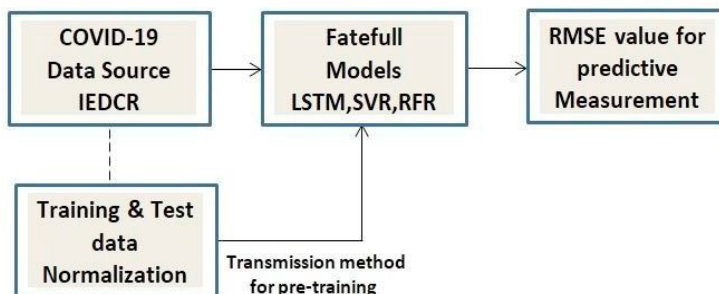 COVID-19
Data Source
IEDCR
Fatefull
Models
LSTM,SVR,RFR
RMSE value for
predictive
Measurement
Training & Test
data
Normalization
Transmission method
for pre-training